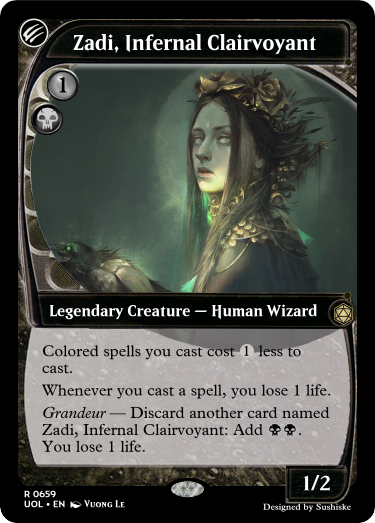 Zadi, Infernal Clairvoyant
1
Legendary Creature — Human Wizard
Colored spells you cast cost 1 less to
cast.
Whenever you cast a spell, you lose 1 life.
Grandeur — Discard another card named
Zadi, Infernal Clairvoyant: Add .
You lose 1 life.
1/2
R 0659
UOL • EN Vuong Le
Designed by Sushiske